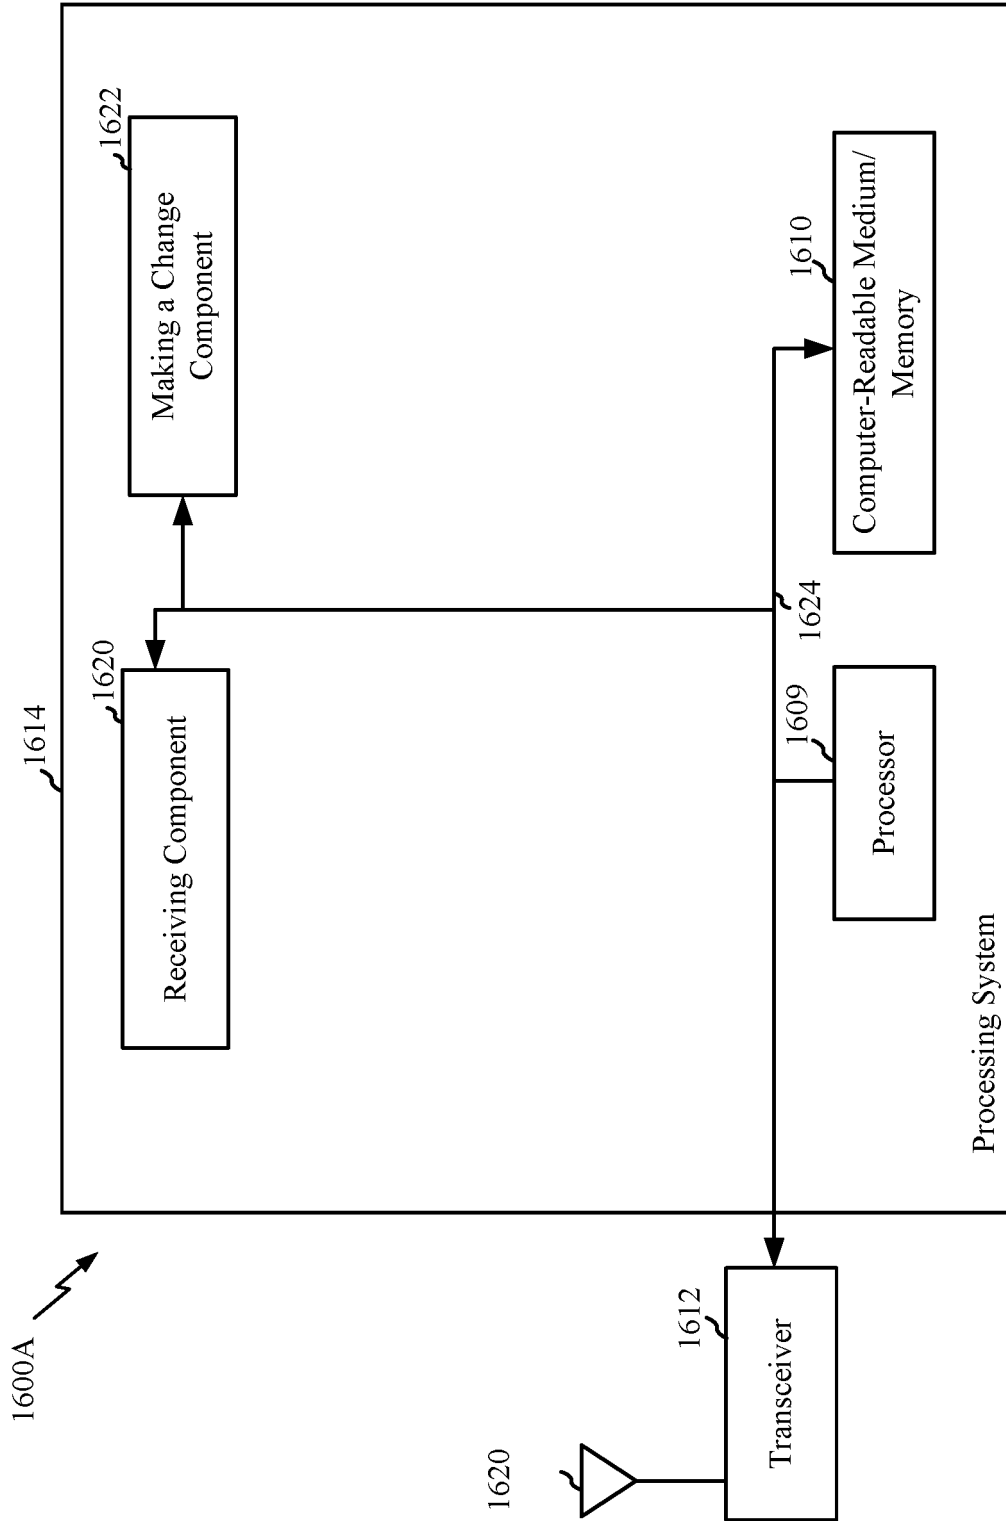 1600A
1614
1620
Receiving Component
1622
Making a Change
Component
1620
1612
Transceiver
1624
1609
Processor
1610
Computer-Readable Medium/
Memory
Processing System